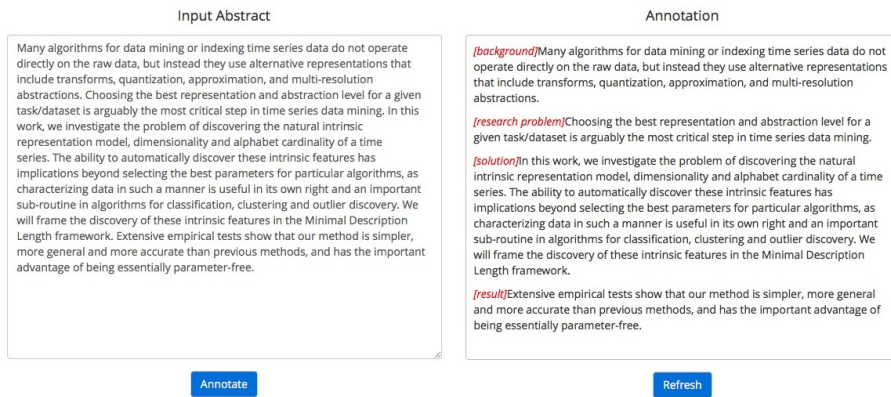 Input Abstract
Many algorithms for data mining or indexing time series data do not operate
directly on the raw data, but instead they use alternative representations that
include transforms, quantization, approximation, and multi-resolution
abstractions. Choosing the best representation and abstraction level for a given
task/dataset is arguably the most critical step in time series data mining. In this
work, we investigate the problem of discovering the natural intrinsic
representation model, dimensionality and alphabet cardinality of a time
series. The ability to automatically discover these intrinsic features has
implications beyond selecting the best parameters for particular algorithms, as
characterizing data in such a manner is useful in its own right and an important
sub-routine in algorithms for classification, clustering and outlier discovery. We
will frame the discovery of these intrinsic features in the Minimal Description
Length framework. Extensive empirical tests show that our method is simpler,
more general and more accurate than previous methods, and has the important
advantage of being essentially parameter-free.
Annotate
Annotation
[background]Many algorithms for data mining or indexing time series data do not
operate directly on the raw data, but instead they use alternative representations
that include transforms, quantization, approximation, and multi-resolution
abstractions.
[research problem]Choosing the best representation and abstraction level for a
given task/dataset is arguably the most critical step in time series data mining.
[solution]In this work, we investigate the problem of discovering the natural
intrinsic representation model, dimensionality and alphabet cardinality of a time
series. The ability to automatically discover these intrinsic features has
implications beyond selecting the best parameters for particular algorithms, as
characterizing data in such a manner is useful in its own right and an important
sub-routine in algorithms for classification, clustering and outlier discovery. We
will frame the discovery of these intrinsic features in the Minimal Description
Length framework.
[result]Extensive empirical tests show that our method is simpler, more general
and more accurate than previous methods, and has the important advantage of
being essentially parameter-free.
Refresh